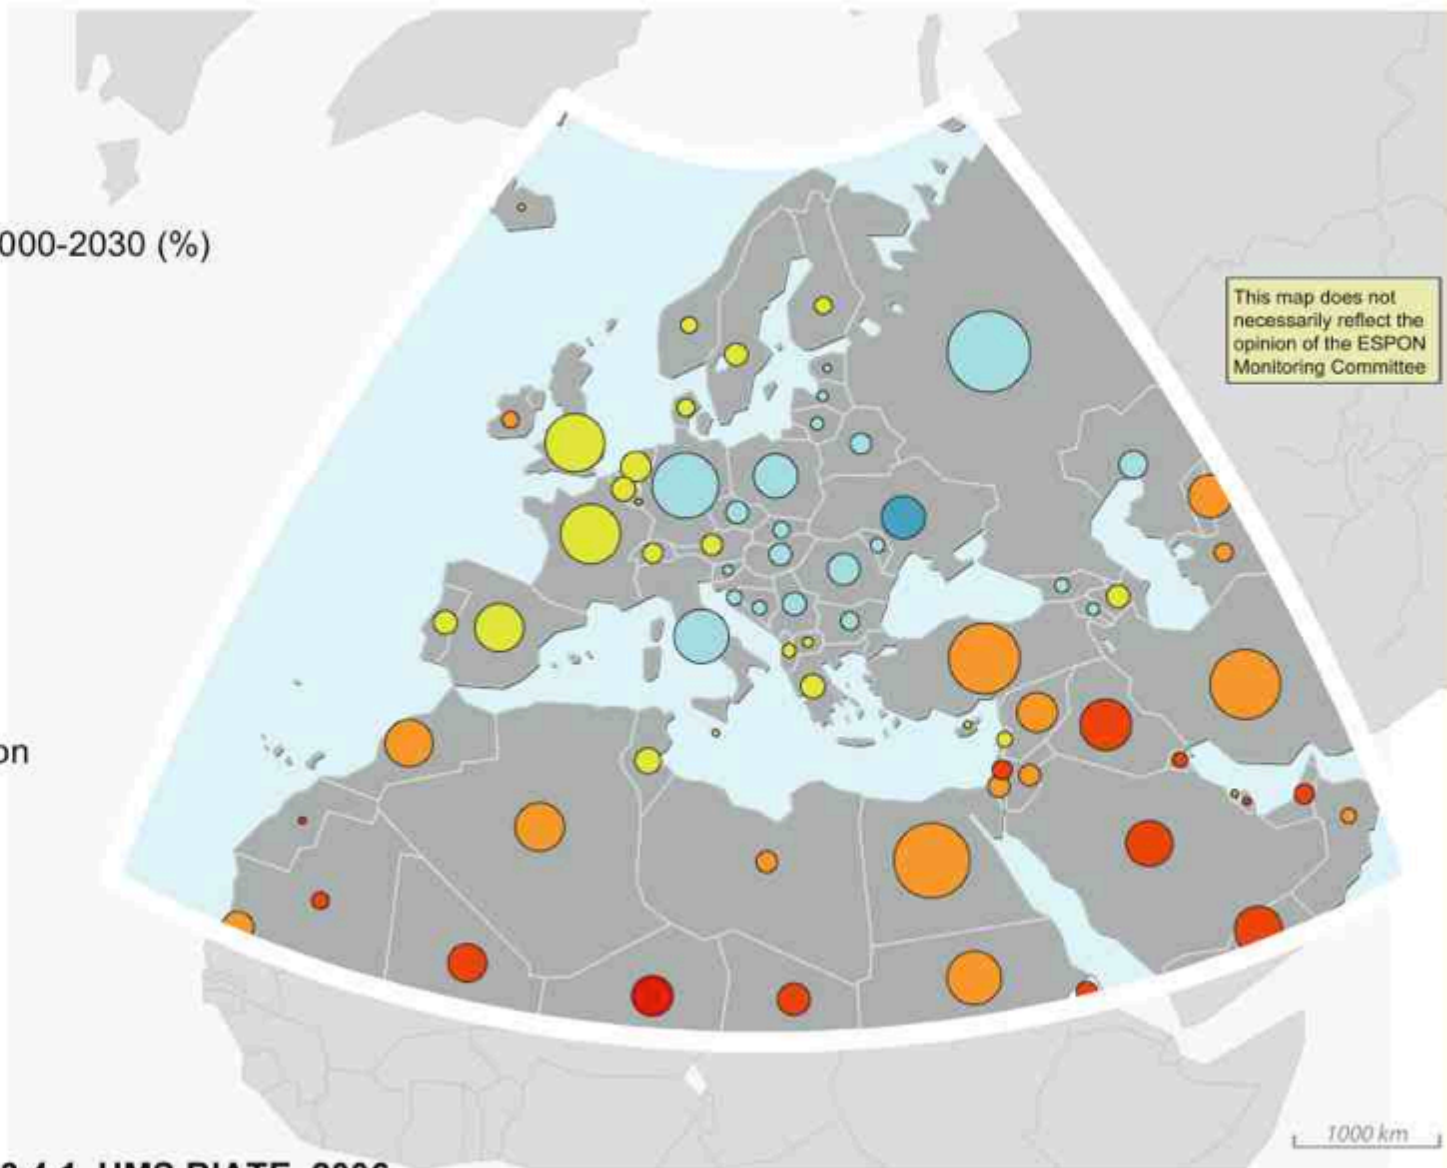 000-2030 (%)
This map does not
necessarily reflect the
opinion of the ESPON
Monitoring Committee
on
1000 km